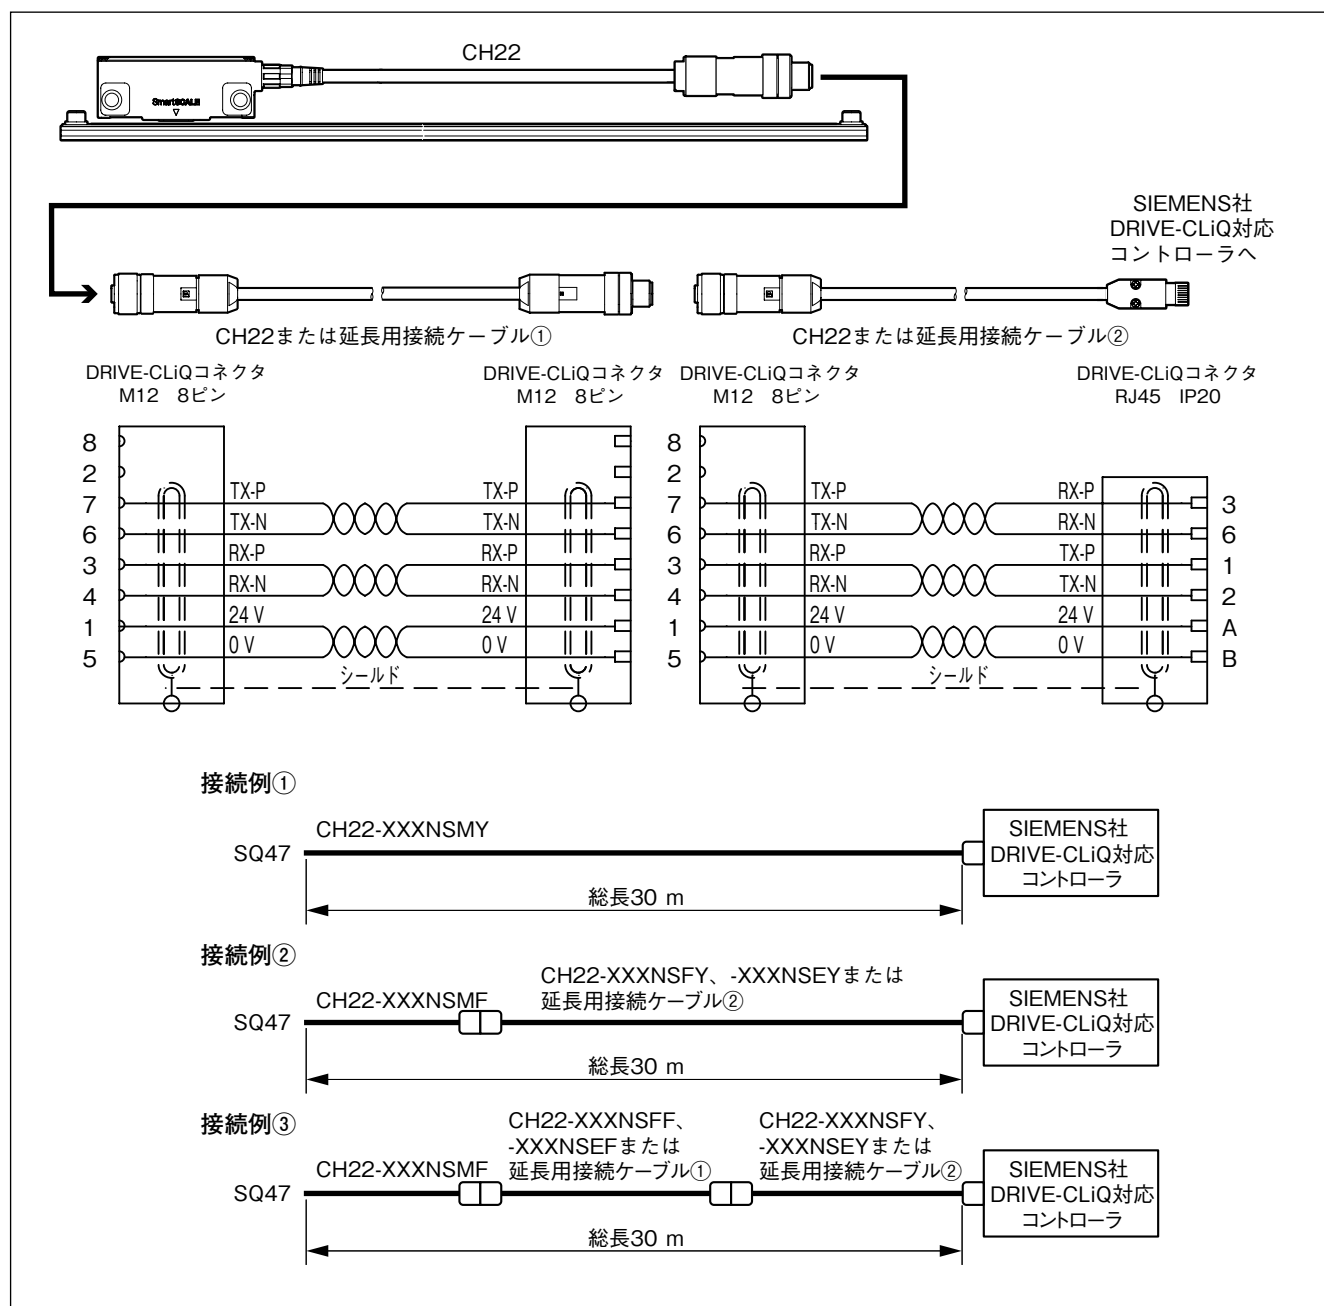 CH22
SmartSCALE
SIEMENS社
DRIVE-CLiQ対応
コントローラへ
CH22または延長用接続ケーブル①
CH22または延長用接続ケーブル②
DRIVE-CLiQコネクタ
M12 8ピン
DRIVE-CLiQコネクタ
M12 8ピン
DRIVE-CLiQコネクタ
M12 8ピン
DRIVE-CLiQコネクタ
RJ45 IP20
8
2
7 TX-P TX-P
6 TX-N TX-N
3 RX-P RX-P
4 RX-N RX-N
1 24 V 24 V
5 0 V 0 V
シールド
8
2
7 TX-P RX-P 3
6 TX-N RX-N 6
3 RX-P TX-P 1
4 RX-N TX-N 2
1 24 V 24 V A
5 0 V 0 V B
シールド
接続例①
CH22-XXXNSMY
SQ47
SIEMENS社
DRIVE-CLiQ対応
コントローラ
総長30 m
接続例②
CH22-XXXNSMF
CH22-XXXNSFY、-XXXNSEYまたは
延長用接続ケーブル②
SQ47
SIEMENS社
DRIVE-CLiQ対応
コントローラ
総長30 m
接続例③
CH22-XXXNSMF
CH22-XXXNSFF、
-XXXNSEFまたは
延長用接続ケーブル①
CH22-XXXNSFY、
-XXXNSEYまたは
延長用接続ケーブル②
SQ47
SIEMENS社
DRIVE-CLiQ対応
コントローラ
総長30 m